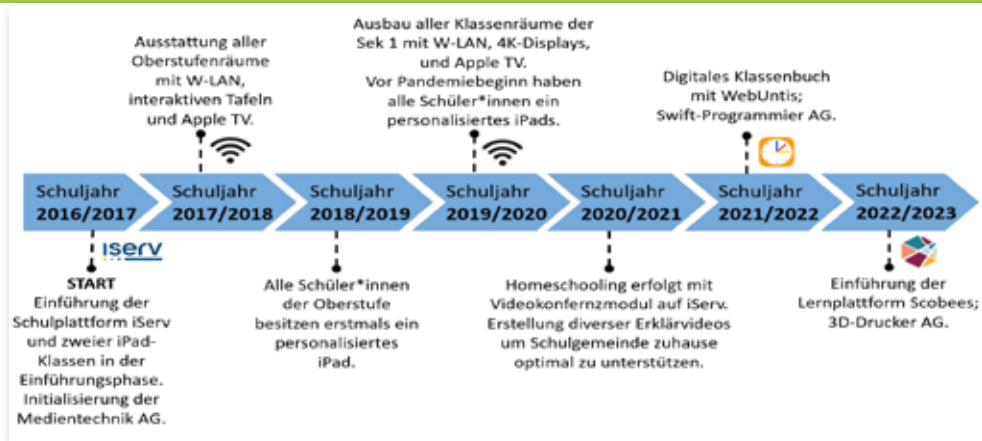 Ausstattung aller
Oberstufenräume
mit W-LAN,
interaktiven Tafeln
und Apple TV.
Ausbau aller Klassenräume der
Sek 1 mit W-LAN, 4K-Displays,
und Apple TV.
Vor Pandemiebeginn haben
alle Schüler*innen ein
personalisiertes iPads.
Digitales Klassenbuch
mit WebUntis;
Swift-Programmier AG.
Schuljahr
2016/2017
Schuljahr
2017/2018
Schuljahr
2018/2019
Schuljahr
2019/2020
Schuljahr
2020/2021
Schuljahr
2021/2022
Schuljahr
2022/2023
iserv
START
Einführung der
Schulplattform iServ
und zweier iPad-
Klassen in der
Einführungsphase.
Initialisierung der
Medientechnik AG.
Alle Schüler*innen
der Oberstufe
besitzen erstmals ein
personalisiertes
iPad.
Homeschooling erfolgt mit
Videokonfernzmodul auf iServ.
Erstellung diverser Erklärvideos
um Schulgemeinde zuhause
optimal zu unterstützen.
Einführung der
Lernplattform Scobees;
3D-Drucker AG.